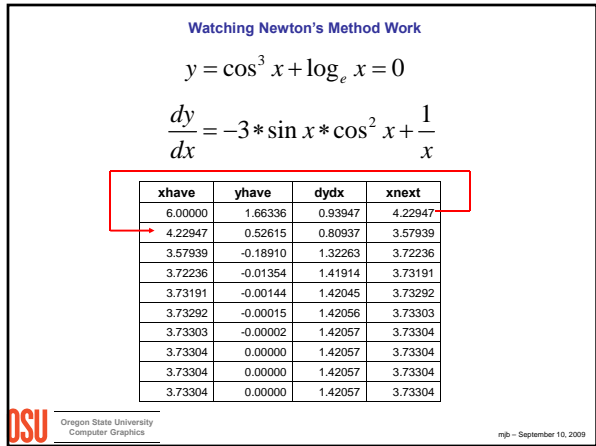 Watching Newton's Method Work
y = cos³ x + logₑ x = 0
dy/dx = −3 * sin x * cos² x + 1/x
xhave yhave dydx xnext
6.00000 1.66336 0.93947 4.22947
4.22947 0.52615 0.80937 3.57939
3.57939 -0.18910 1.32263 3.72236
3.72236 -0.01354 1.41914 3.73191
3.73191 -0.00144 1.42045 3.73292
3.73292 -0.00015 1.42056 3.73303
3.73303 -0.00002 1.42057 3.73304
3.73304 0.00000 1.42057 3.73304
3.73304 0.00000 1.42057 3.73304
3.73304 0.00000 1.42057 3.73304
OSU
Oregon State University
Computer Graphics
mjb – September 10, 2009